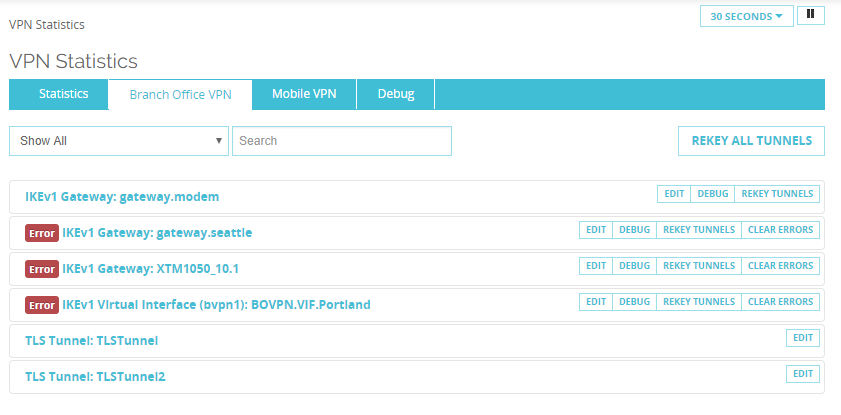 VPN Statistics
30 SECONDS
VPN Statistics
Statistics
Branch Office VPN
Mobile VPN
Debug
Show All
Search
REKEY ALL TUNNELS
IKEv1 Gateway: gateway.modem
EDIT DEBUG REKEY TUNNELS
Error IKEv1 Gateway: gateway.seattle
EDIT DEBUG REKEY TUNNELS CLEAR ERRORS
Error IKEv1 Gateway: XTM1050_10.1
EDIT DEBUG REKEY TUNNELS CLEAR ERRORS
Error IKEv1 Virtual Interface (bvpn1): BOVPN.VIF.Portland
EDIT DEBUG REKEY TUNNELS CLEAR ERRORS
TLS Tunnel: TLSTunnel
EDIT
TLS Tunnel: TLSTunnel2
EDIT